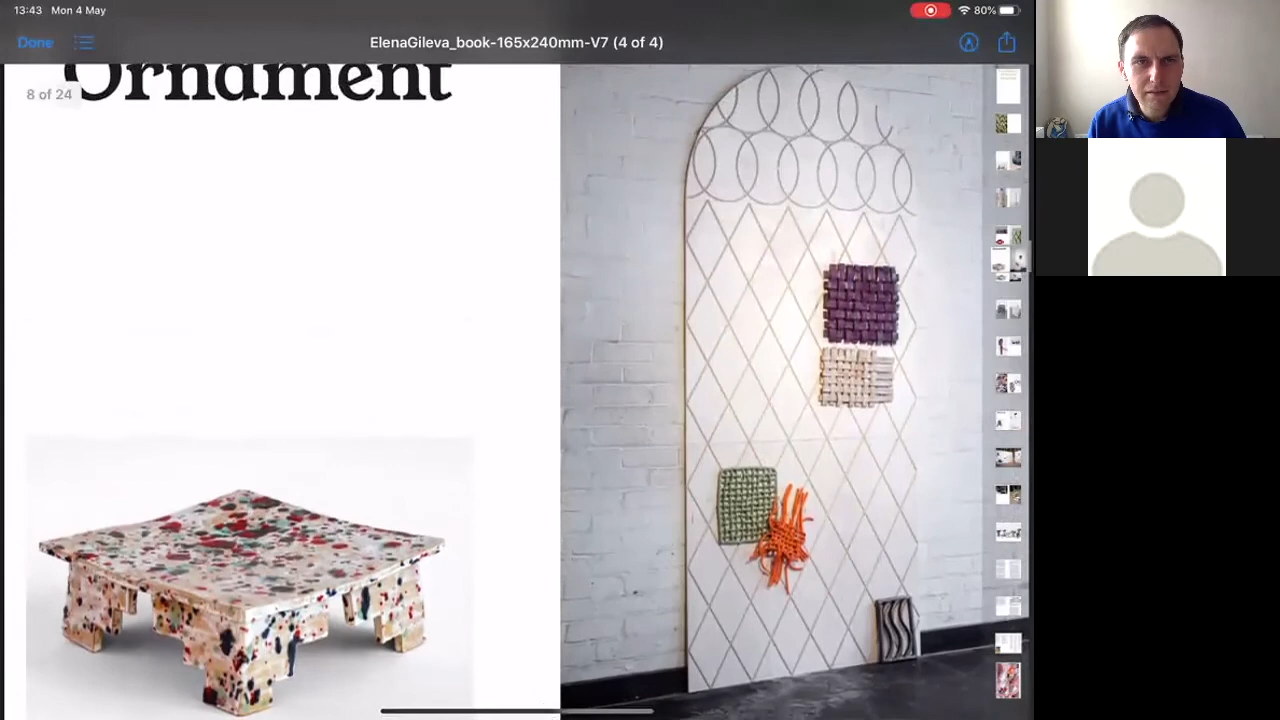 13:43 Mon 4 May
80%
Done
ElenaGileva_book-165x240mm-V7 (4 of 4)
Ornament
8 of 24